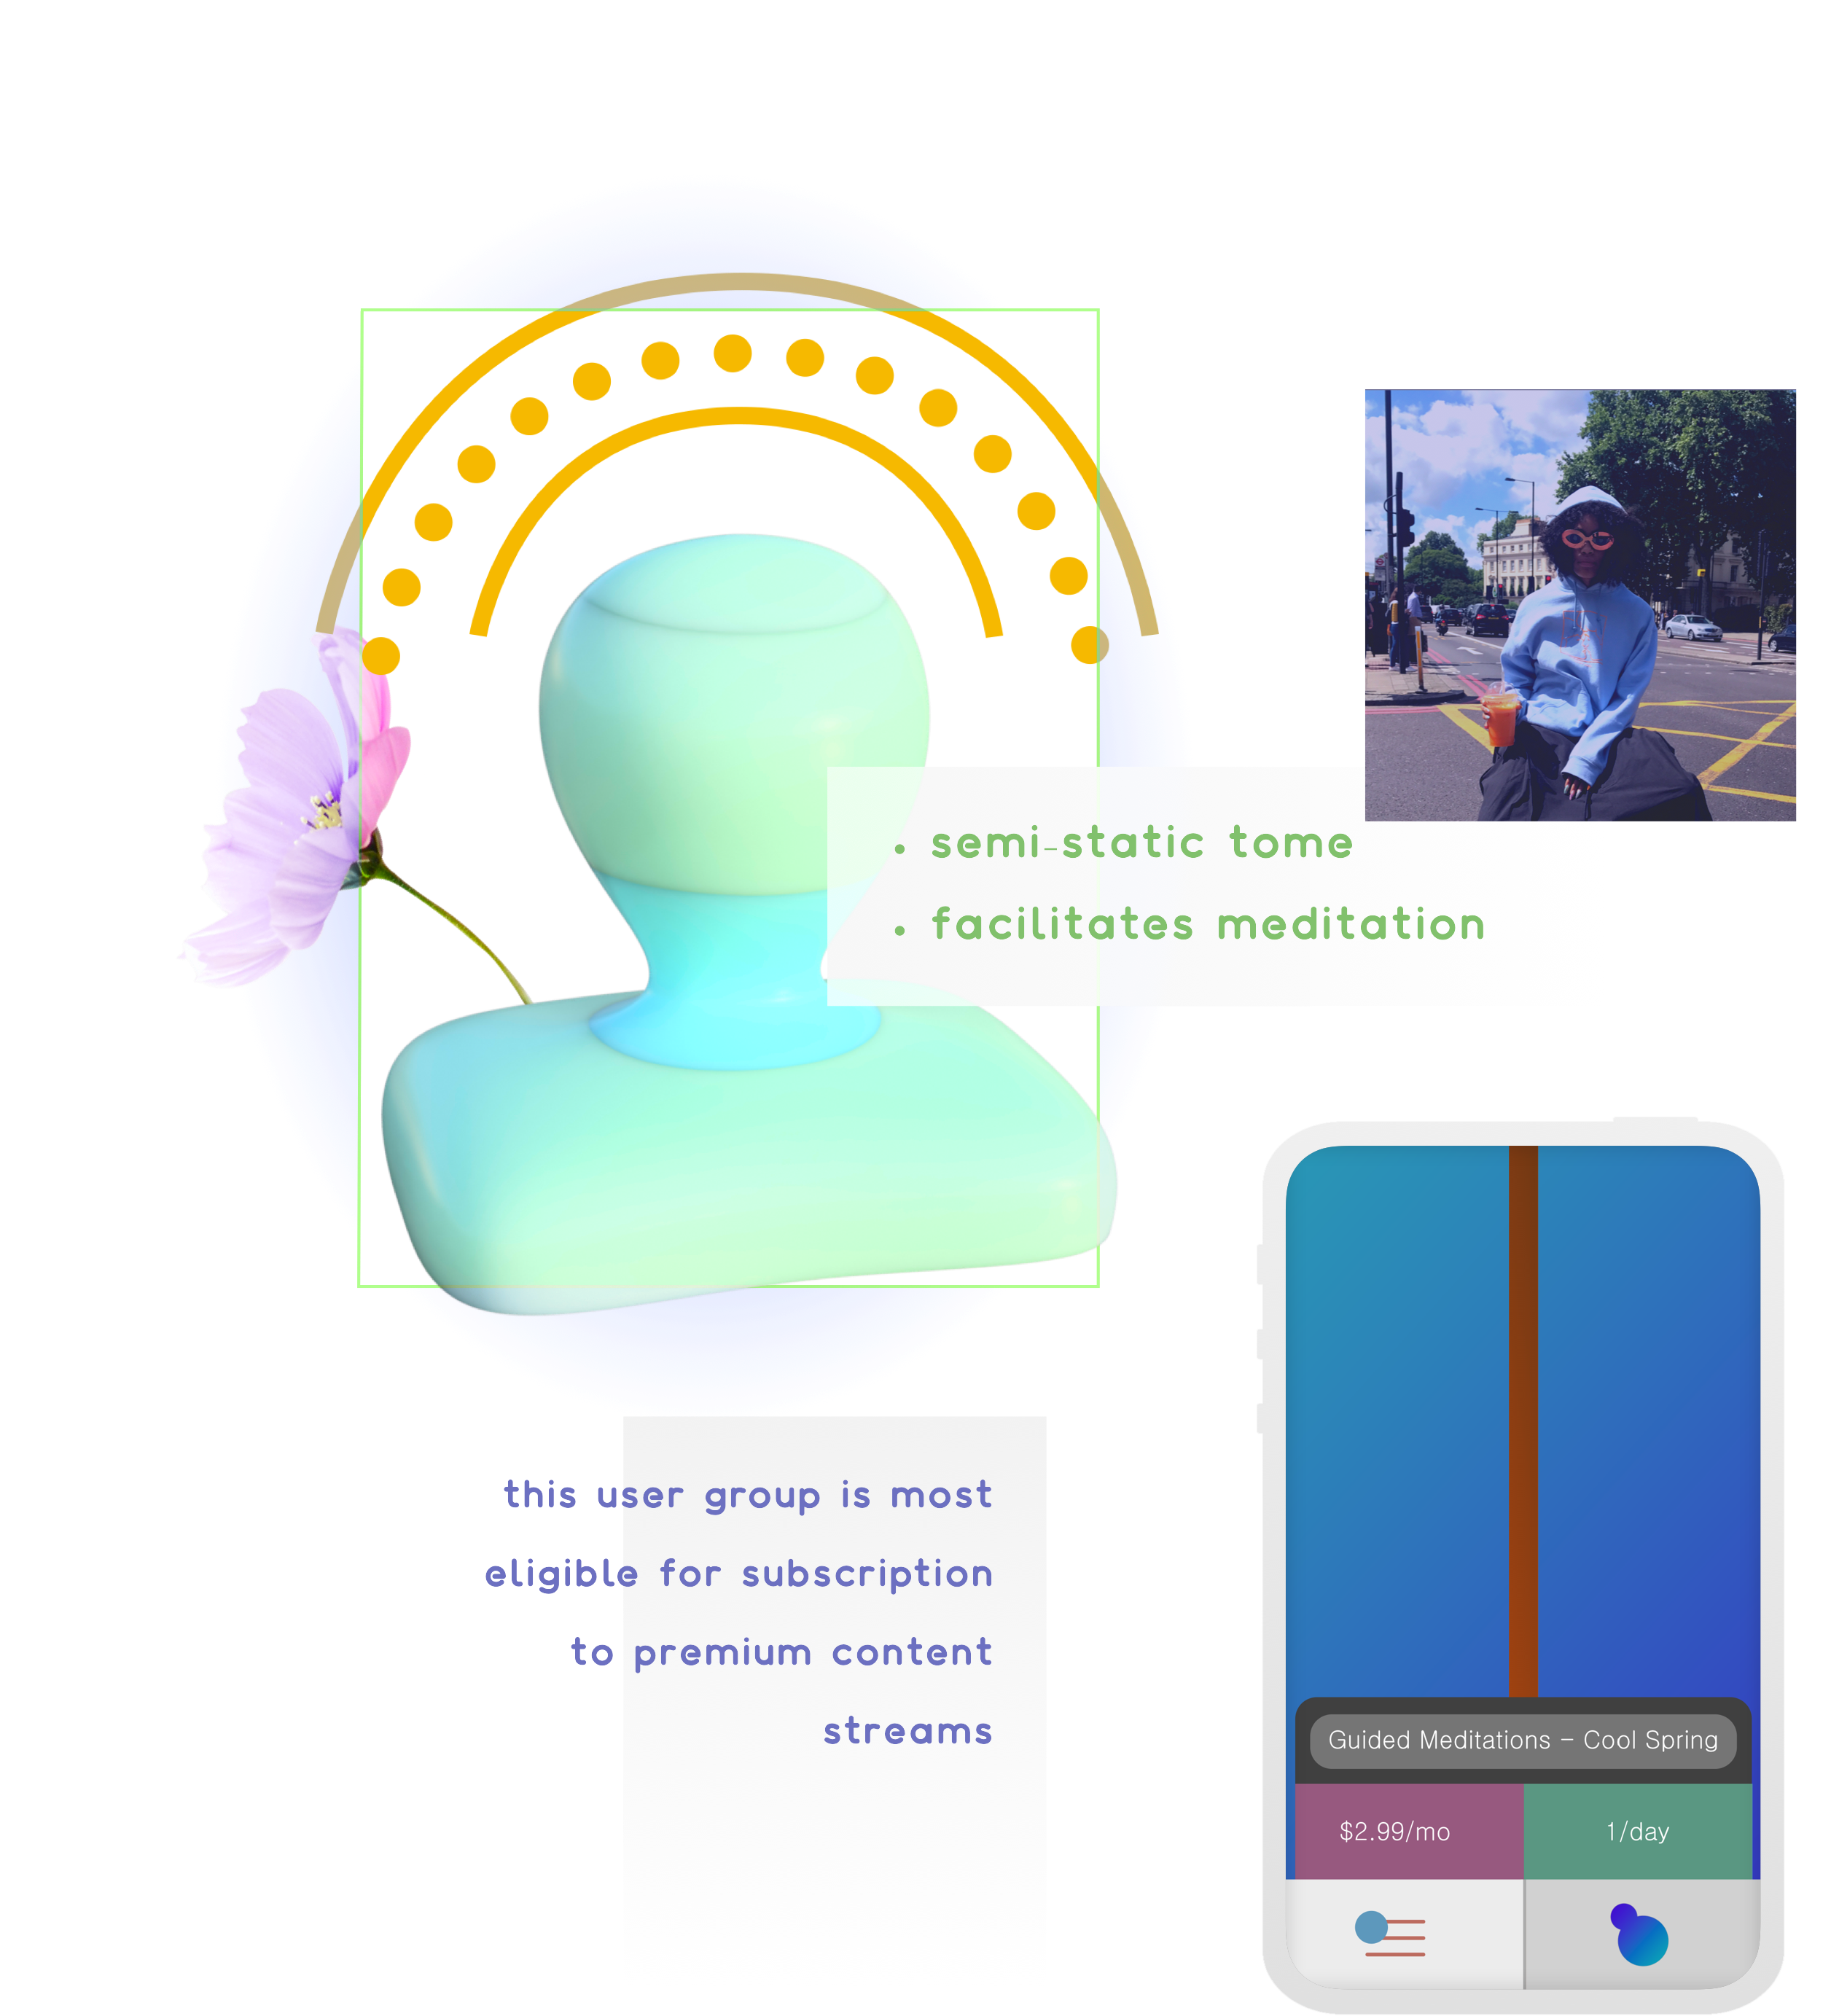 • semi-static tome
• facilitates meditation
this user group is most
eligible for subscription
to premium content
streams
Guided Meditations – Cool Spring
$2.99/mo
1/day